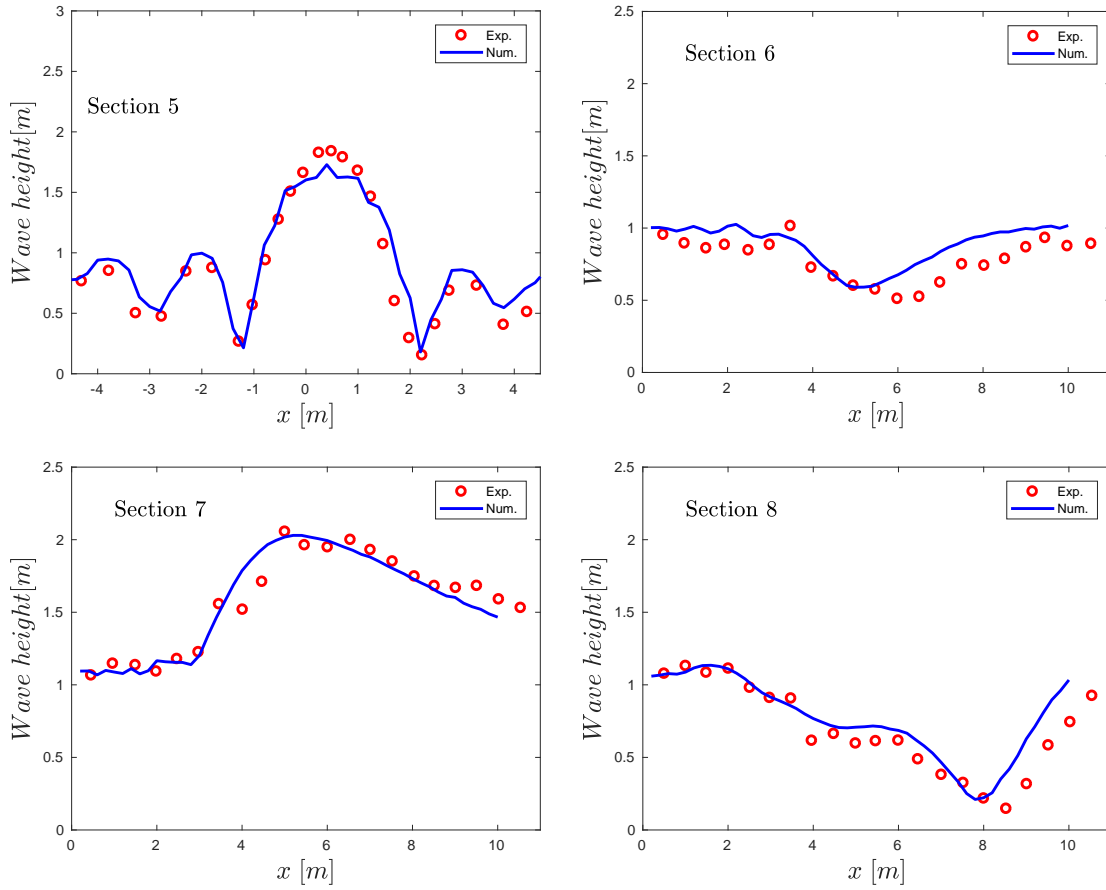 3
2.5
2
1.5
1
0.5
0
Wave height[m]
Section 5
Exp.
Num.
-4 -3 -2 -1 0 1 2 3 4
x [m]
2.5
2
1.5
1
0.5
0
Wave height[m]
Section 6
Exp.
Num.
0 2 4 6 8 10
x [m]
2.5
2
1.5
1
0.5
0
Wave height[m]
Section 7
Exp.
Num.
0 2 4 6 8 10
x [m]
2.5
2
1.5
1
0.5
0
Wave height[m]
Section 8
Exp.
Num.
0 2 4 6 8 10
x [m]